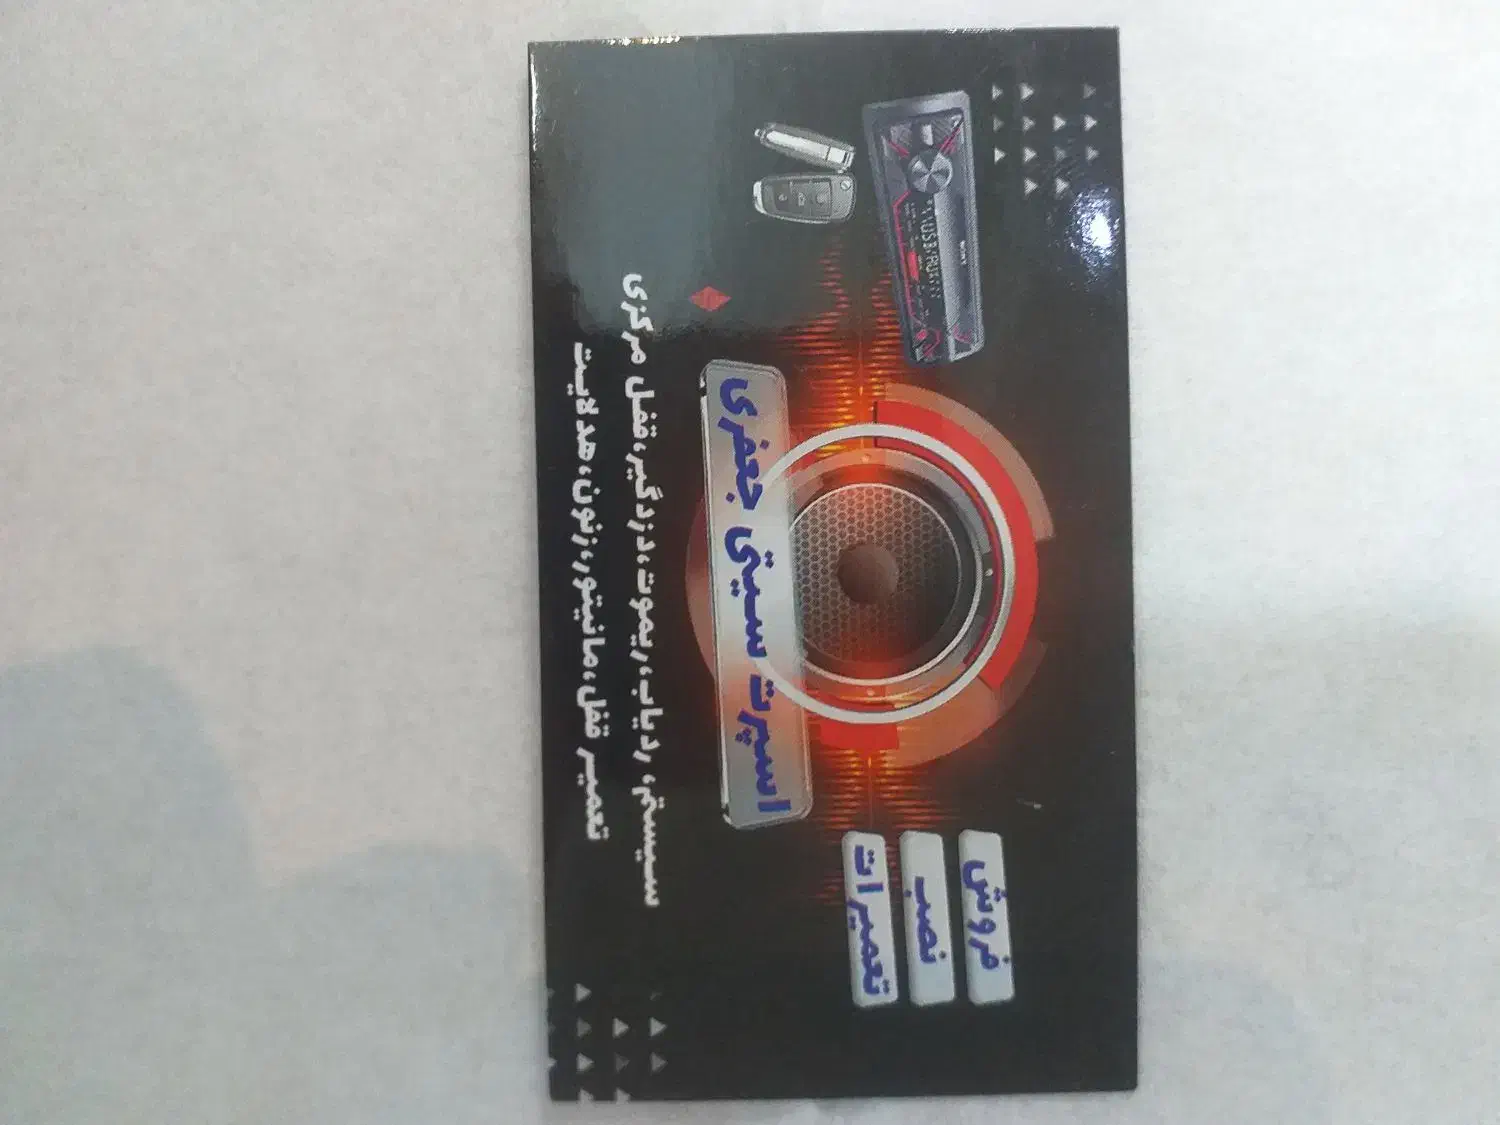 فروش
نصب
تعمیرات
اسپرت سیتی جعفری
سیستم، ردیاب، ریموت، دزدگیر، قفل مرکزی
تعمیر قفل، مانیتور، زنون، هدلایت